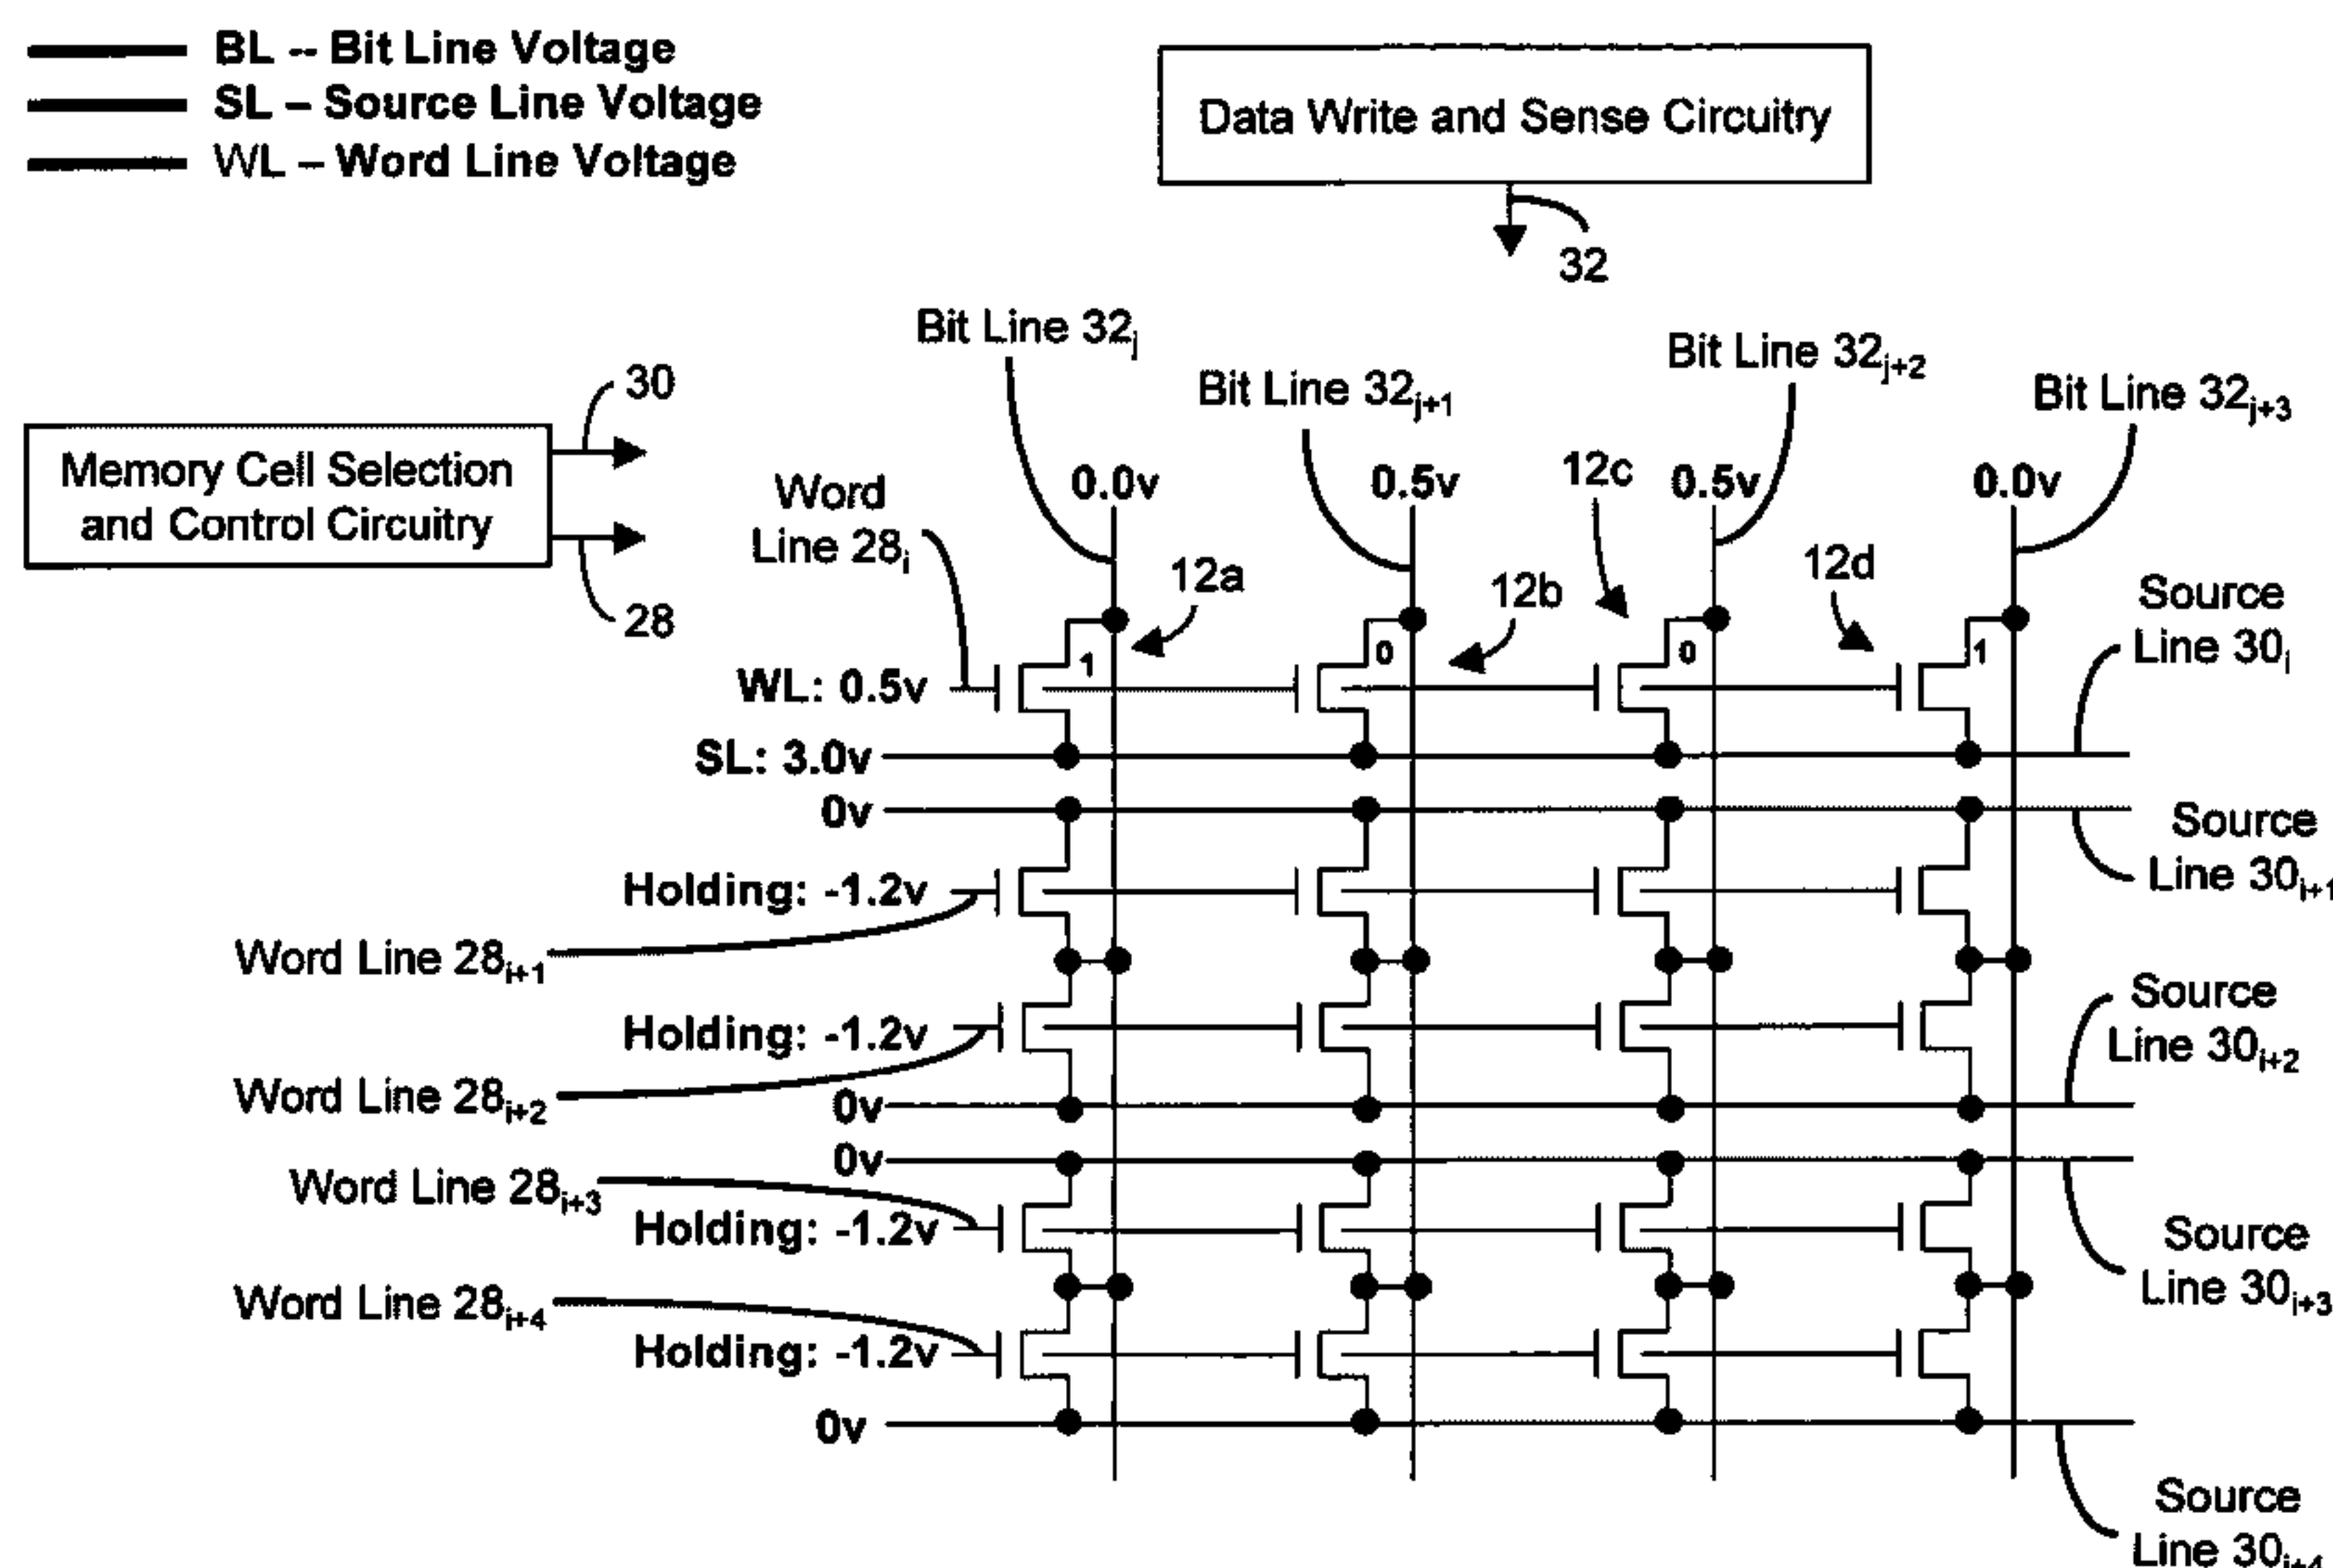 BL -- Bit Line Voltage
SL – Source Line Voltage
WL – Word Line Voltage
Data Write and Sense Circuitry
32
Bit Line 32j
Bit Line 32j+1
Bit Line 32j+2
Bit Line 32j+3
30
Memory Cell Selection
and Control Circuitry
28
Word
Line 28i
0.0v
0.5v
12c
0.5v
0.0v
12a
12b
12d
Source
Line 30i
1
0
0
1
WL: 0.5v
SL: 3.0v
0v
Source
Line 30i+1
Holding: -1.2v
Word Line 28i+1
Holding: -1.2v
Source
Line 30i+2
Word Line 28i+2
0v
0v
Word Line 28i+3
Holding: -1.2v
Source
Line 30i+3
Word Line 28i+4
Holding: -1.2v
0v
Source
Line 30i+4